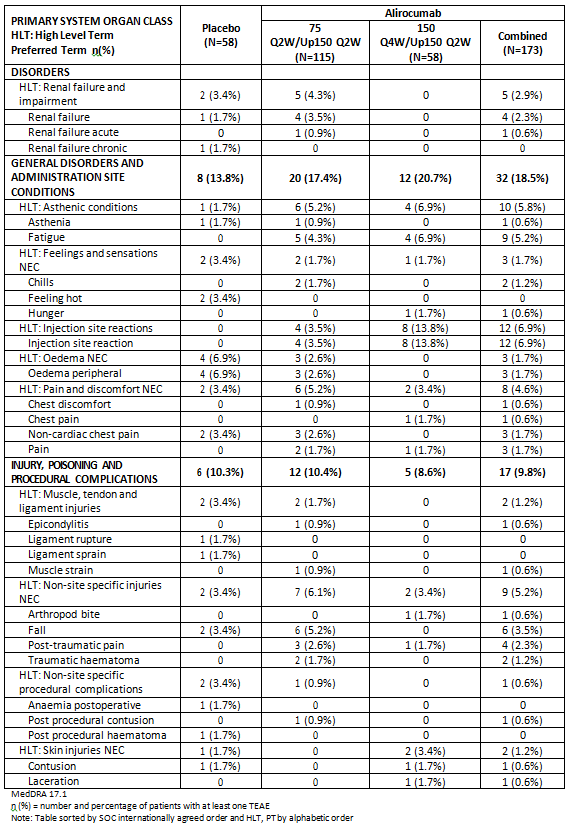 PRIMARY SYSTEM ORGAN CLASS
HLT: High Level Term
Preferred Term n(%)
Placebo
(N=58)
Alirocumab
75
Q2W/Up150 Q2W
(N=115)
150
Q4W/Up150 Q2W
(N=58)
Combined
(N=173)
DISORDERS
HLT: Renal failure and
impairment 2 (3.4%) 5 (4.3%) 0 5 (2.9%)
Renal failure 1 (1.7%) 4 (3.5%) 0 4 (2.3%)
Renal failure acute 0 1 (0.9%) 0 1 (0.6%)
Renal failure chronic 1 (1.7%) 0 0 0
GENERAL DISORDERS AND
ADMINISTRATION SITE
CONDITIONS 8 (13.8%) 20 (17.4%) 12 (20.7%) 32 (18.5%)
HLT: Asthenic conditions 1 (1.7%) 6 (5.2%) 4 (6.9%) 10 (5.8%)
Asthenia 1 (1.7%) 1 (0.9%) 0 1 (0.6%)
Fatigue 0 5 (4.3%) 4 (6.9%) 9 (5.2%)
HLT: Feelings and sensations
NEC 2 (3.4%) 2 (1.7%) 1 (1.7%) 3 (1.7%)
Chills 0 2 (1.7%) 0 2 (1.2%)
Feeling hot 2 (3.4%) 0 0 0
Hunger 0 0 1 (1.7%) 1 (0.6%)
HLT: Injection site reactions 0 4 (3.5%) 8 (13.8%) 12 (6.9%)
Injection site reaction 0 4 (3.5%) 8 (13.8%) 12 (6.9%)
HLT: Oedema NEC 4 (6.9%) 3 (2.6%) 0 3 (1.7%)
Oedema peripheral 4 (6.9%) 3 (2.6%) 0 3 (1.7%)
HLT: Pain and discomfort NEC 2 (3.4%) 6 (5.2%) 2 (3.4%) 8 (4.6%)
Chest discomfort 0 1 (0.9%) 0 1 (0.6%)
Chest pain 0 0 1 (1.7%) 1 (0.6%)
Non-cardiac chest pain 2 (3.4%) 3 (2.6%) 0 3 (1.7%)
Pain 0 2 (1.7%) 1 (1.7%) 3 (1.7%)
INJURY, POISONING AND
PROCEDURAL COMPLICATIONS 6 (10.3%) 12 (10.4%) 5 (8.6%) 17 (9.8%)
HLT: Muscle, tendon and
ligament injuries 2 (3.4%) 2 (1.7%) 0 2 (1.2%)
Epicondylitis 0 1 (0.9%) 0 1 (0.6%)
Ligament rupture 1 (1.7%) 0 0 0
Ligament sprain 1 (1.7%) 0 0 0
Muscle strain 0 1 (0.9%) 0 1 (0.6%)
HLT: Non-site specific injuries
NEC 2 (3.4%) 7 (6.1%) 2 (3.4%) 9 (5.2%)
Arthropod bite 0 0 1 (1.7%) 1 (0.6%)
Fall 2 (3.4%) 6 (5.2%) 0 6 (3.5%)
Post-traumatic pain 0 3 (2.6%) 1 (1.7%) 4 (2.3%)
Traumatic haematoma 0 2 (1.7%) 0 2 (1.2%)
HLT: Non-site specific
procedural complications 2 (3.4%) 1 (0.9%) 0 1 (0.6%)
Anaemia postoperative 1 (1.7%) 0 0 0
Post procedural contusion 0 1 (0.9%) 0 1 (0.6%)
Post procedural haematoma 1 (1.7%) 0 0 0
HLT: Skin injuries NEC 1 (1.7%) 0 2 (3.4%) 2 (1.2%)
Contusion 1 (1.7%) 0 1 (1.7%) 1 (0.6%)
Laceration 0 0 1 (1.7%) 1 (0.6%)
MedDRA 17.1
n (%) = number and percentage of patients with at least one TEAE
Note: Table sorted by SOC internationally agreed order and HLT, PT by alphabetic order